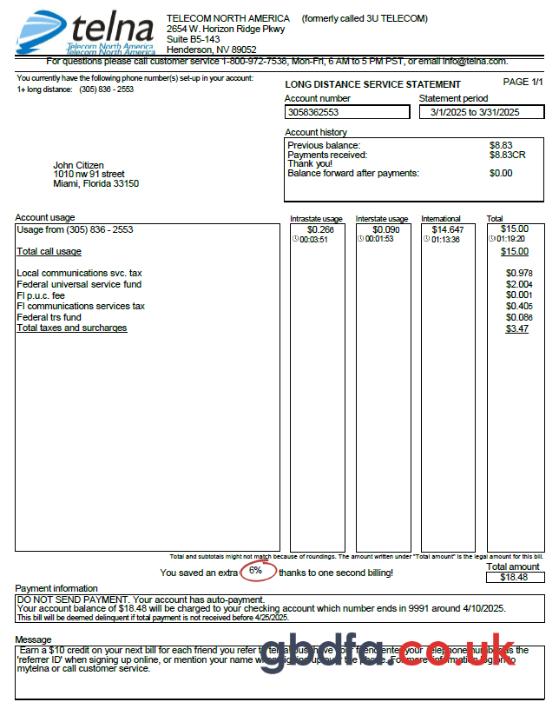 telna
Telecom North America
TELECOM NORTH AMERICA (formerly called 3U TELECOM)
2654 W. Horizon Ridge Pkwy
Suite B5-143
Henderson, NV 89052
For questions please call customer service 1-800-972-7538, Mon-Fri, 6 AM to 5 PM PST, or email info@telna.com.
You currently have the following phone number(s) set-up in your account:
1+ long distance: (305) 836 - 2553
LONG DISTANCE SERVICE STATEMENT PAGE 1/1
Account number Statement period
3058362553 3/1/2025 to 3/31/2025
Account history
Previous balance: $8.83
Payments received: $8.83CR
Thank you!
Balance forward after payments: $0.00
John Citizen
1010 nw 91 street
Miami, Florida 33150
Account usage Intrastate usage Interstate usage International Total
Usage from (305) 836 - 2553 $0.266 $0.090 $14.647 $15.00
00:03:51 00:01:53 01:13:36 01:19:20
Total call usage $15.00
Local communications svc. tax $0.978
Federal universal service fund $2.004
Fl p.u.c. fee $0.001
Fl communications services tax $0.405
Federal trs fund $0.086
Total taxes and surcharges $3.47
Total and subtotals might not match because of roundings. The amount written under "Total amount" is the legal amount for this bill.
You saved an extra 6% thanks to one second billing!
Total amount
$18.48
Payment information
DO NOT SEND PAYMENT. Your account has auto-payment.
Your account balance of $18.48 will be charged to your checking account which number ends in 9991 around 4/10/2025.
This bill will be deemed delinquent if total payment is not received before 4/25/2025.
Message
Earn a $10 credit on your next bill for each friend you refer to
'referrer ID' when signing up online, or mention your name
mytelna or call customer service.
gbdfa.co.uk